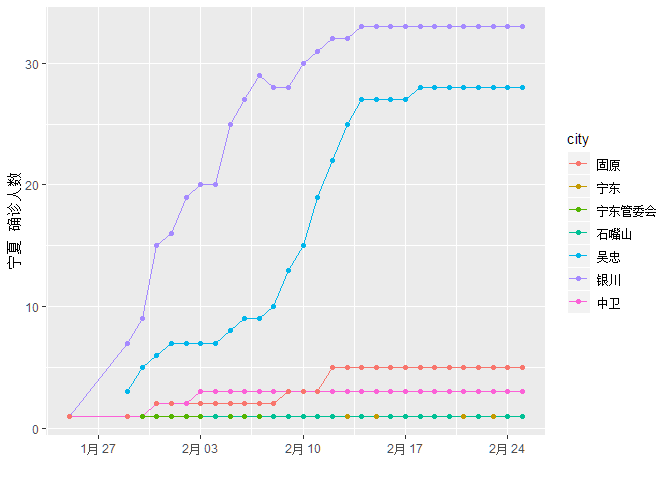 宁夏 确诊人数
30
20
10
0
1月 27
2月 03
2月 10
2月 17
2月 24
city
固原
宁东
宁东管委会
石嘴山
吴忠
银川
中卫